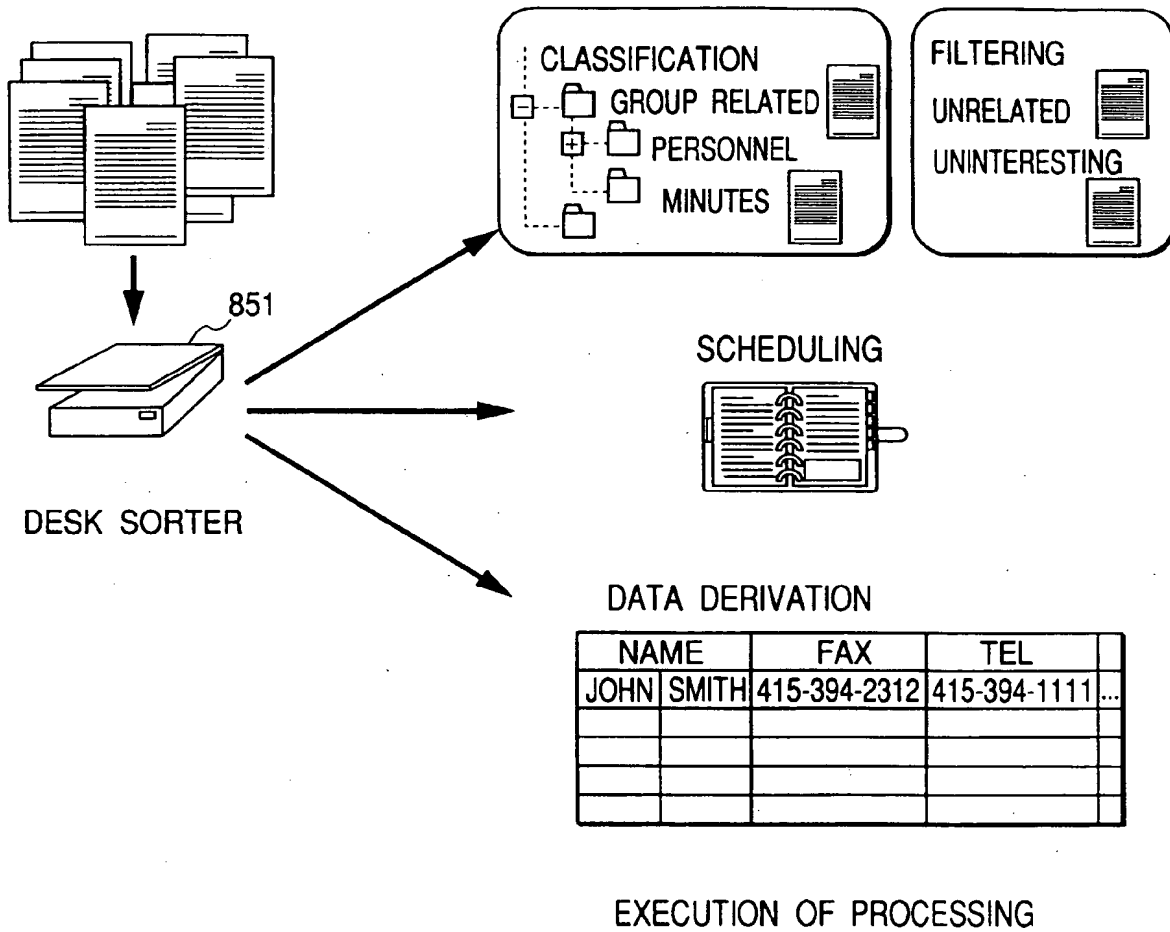 CLASSIFICATION
GROUP RELATED
PERSONNEL
MINUTES
FILTERING
UNRELATED
UNINTERESTING
851
DESK SORTER
SCHEDULING
DATA DERIVATION
NAME FAX TEL
JOHN SMITH 415-394-2312 415-394-1111 ...
EXECUTION OF PROCESSING